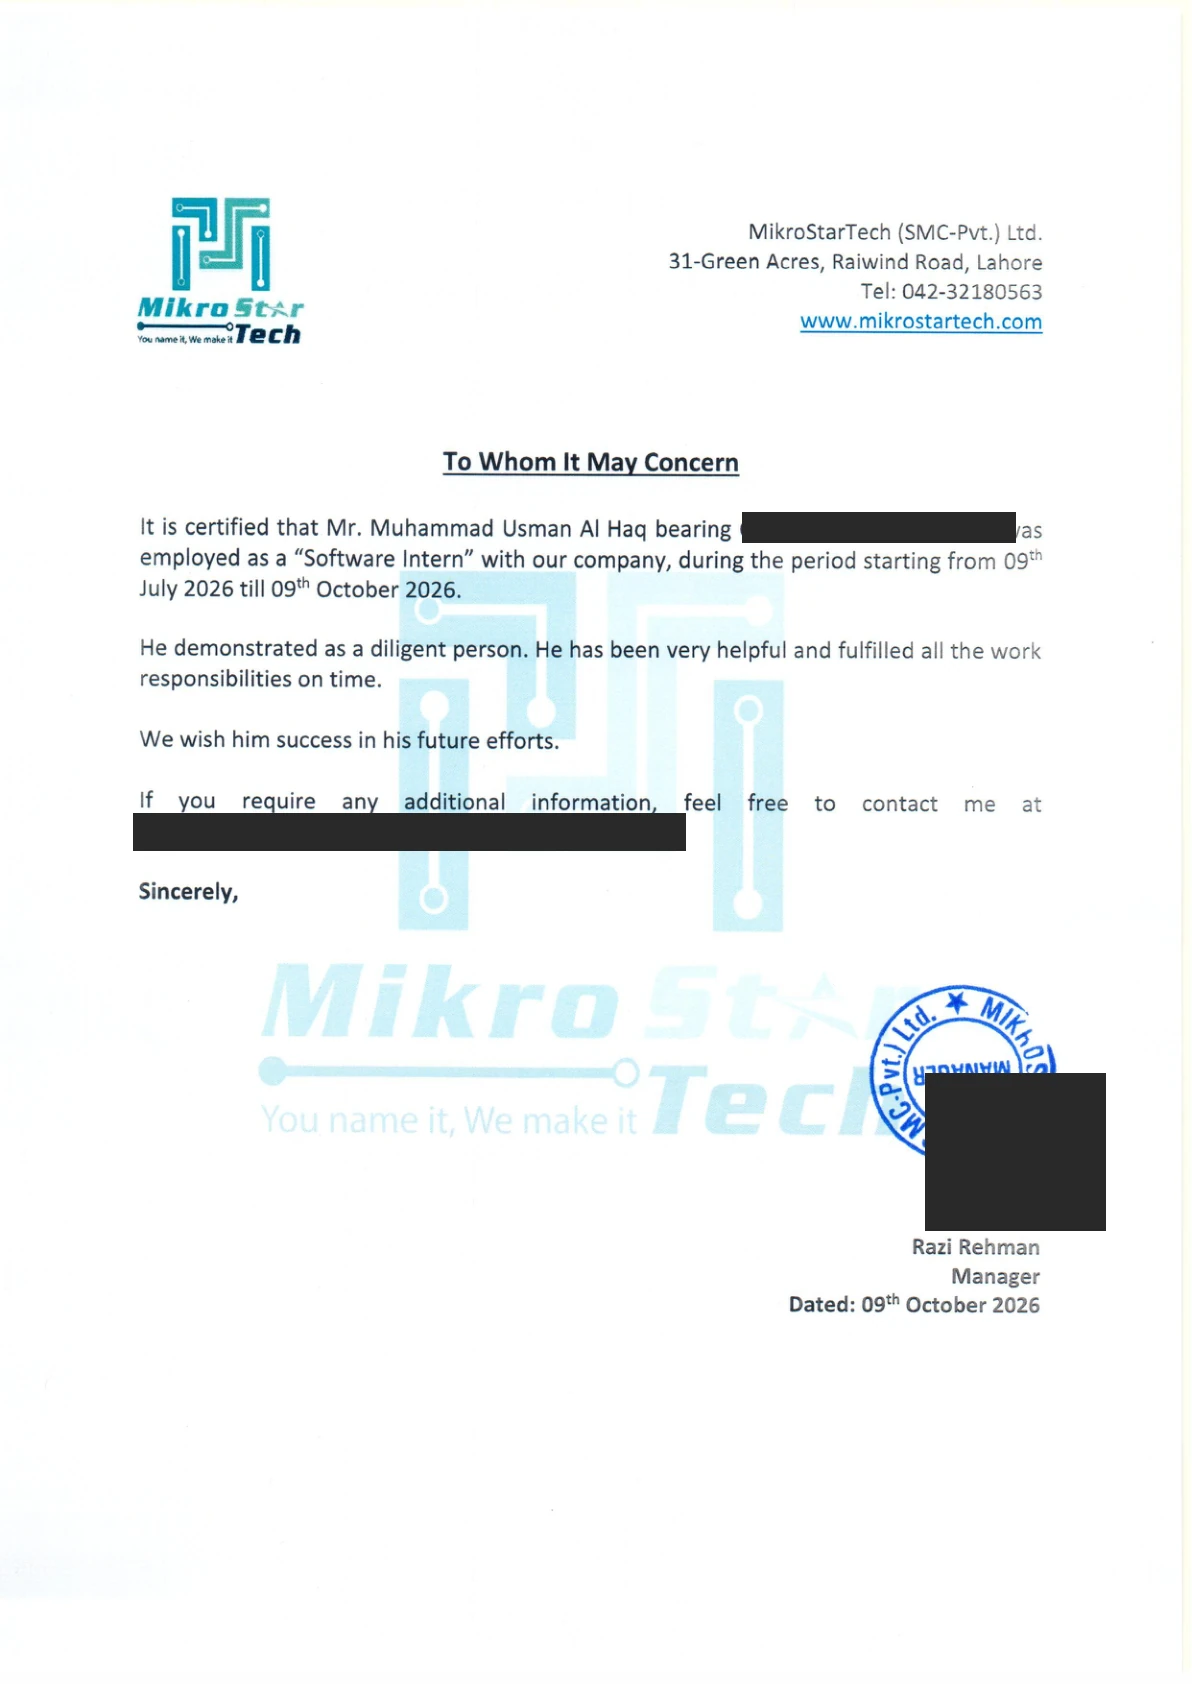 Mikro Star
Tech
You name it, We make it
MikroStarTech (SMC-Pvt.) Ltd.
31-Green Acres, Raiwind Road, Lahore
Tel: 042-32180563
www.mikrostartech.com
To Whom It May Concern
It is certified that Mr. Muhammad Usman Al Haq bearing
employed as a “Software Intern” with our company, during the period starting from 09th
July 2026 till 09th October 2026.
He demonstrated as a diligent person. He has been very helpful and fulfilled all the work
responsibilities on time.
We wish him success in his future efforts.
If you require any additional information, feel free to contact me at
Sincerely,
Mikro Star
Tech
You name it, We make it
Pvt.) Ltd. ★
MANAGER
Razi Rehman
Manager
Dated: 09th October 2026